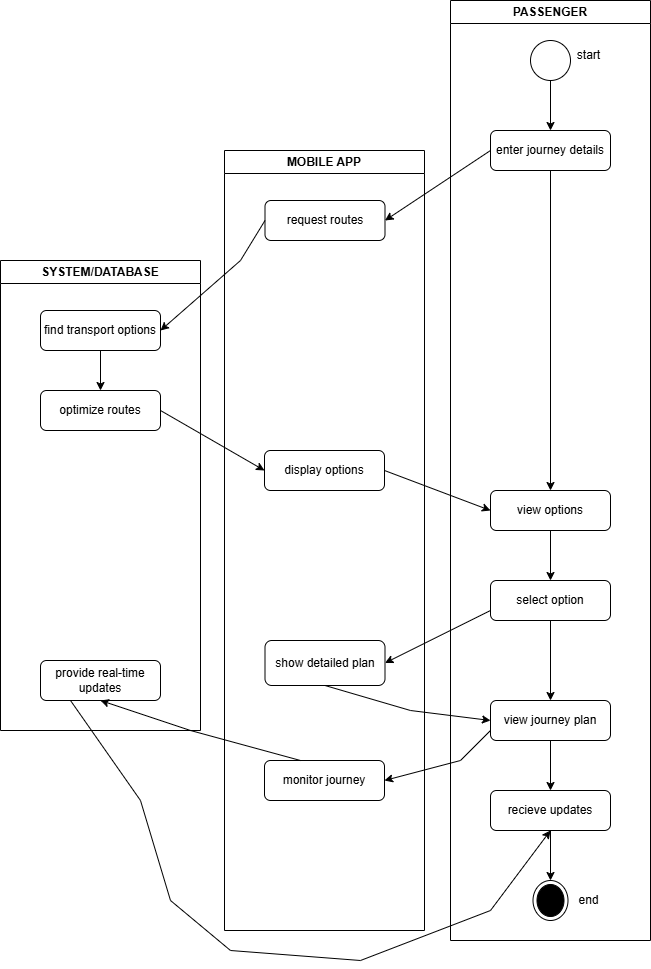 PASSENGER
start
enter journey details
MOBILE APP
request routes
SYSTEM/DATABASE
find transport options
optimize routes
display options
view options
select option
show detailed plan
provide real-time
updates
view journey plan
monitor journey
recieve updates
end